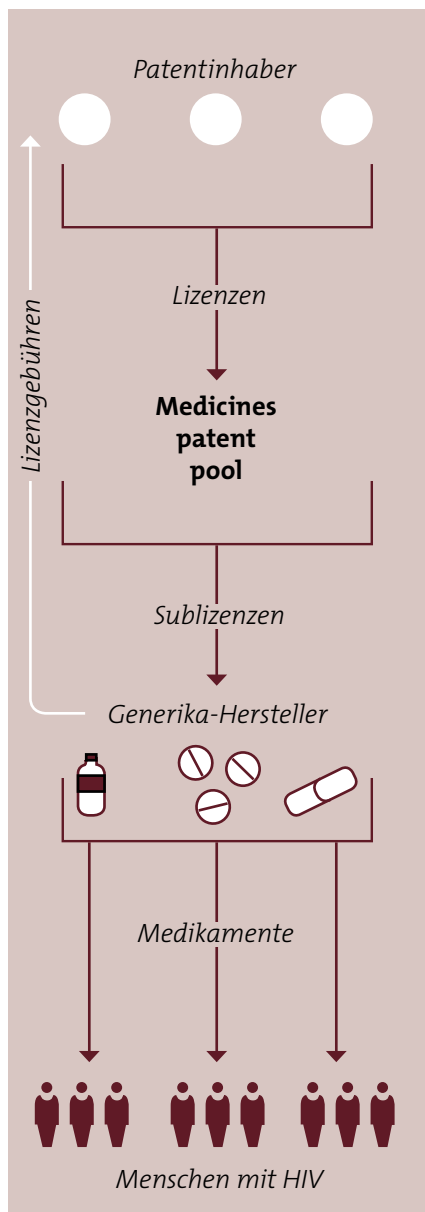 Patentinhaber
Lizenzen
Lizenzgebühren
Medicines
patent
pool
Sublizenzen
Generika-Hersteller
Medikamente
Menschen mit HIV